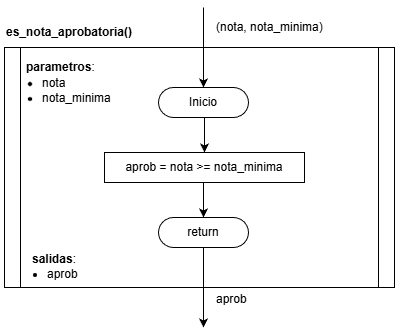 (nota, nota_minima)
es_nota_aprobatoria()
parametros:
• nota
• nota_minima
Inicio
aprob = nota >= nota_minima
return
salidas:
• aprob
aprob